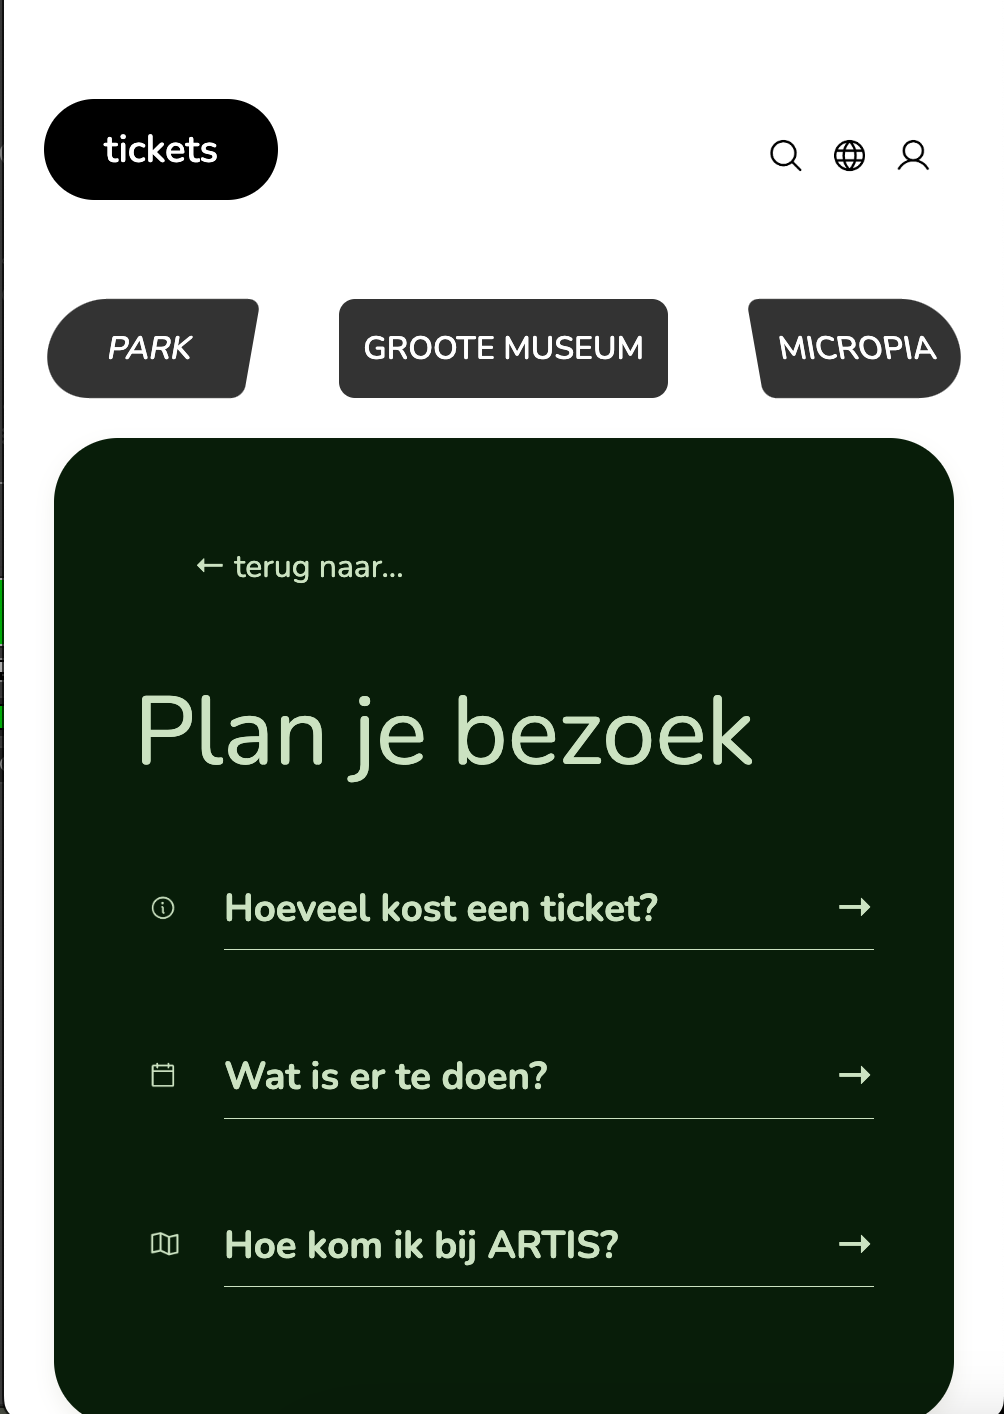 tickets
PARK
GROOTE MUSEUM
MICROPIA
← terug naar...
Plan je bezoek
Hoeveel kost een ticket? →
Wat is er te doen? →
Hoe kom ik bij ARTIS? →